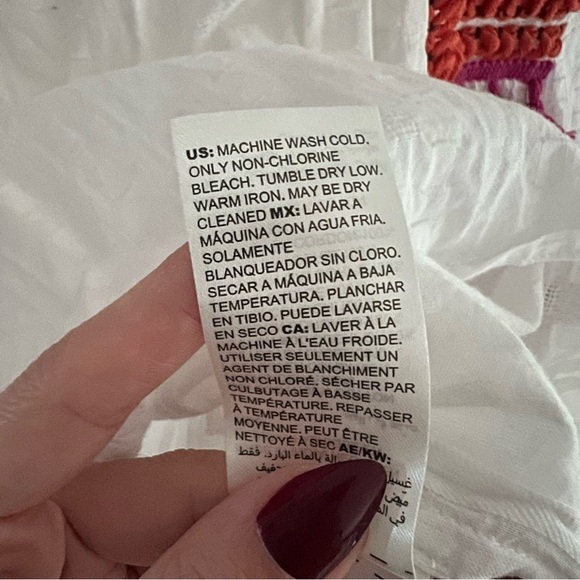 US: MACHINE WASH COLD.
ONLY NON-CHLORINE
BLEACH. TUMBLE DRY LOW.
WARM IRON. MAY BE DRY
CLEANED MX: LAVAR A
MÁQUINA CON AGUA FRIA.
SOLAMENTE
BLANQUEADOR SIN CLORO.
SECAR A MÁQUINA A BAJA
TEMPERATURA. PLANCHAR
EN TIBIO. PUEDE LAVARSE
EN SECO CA: LAVER À LA
MACHINE À L'EAU FROIDE.
UTILISER SEULEMENT UN
AGENT DE BLANCHIMENT
NON CHLORÉ. SÉCHER PAR
CULBUTAGE À BASSE
TEMPÉRATURE. REPASSER
À TEMPÉRATURE
MOYENNE. PEUT ÊTRE
NETTOYÉ À SEC AE/KW:
بالماء البارد. فقط